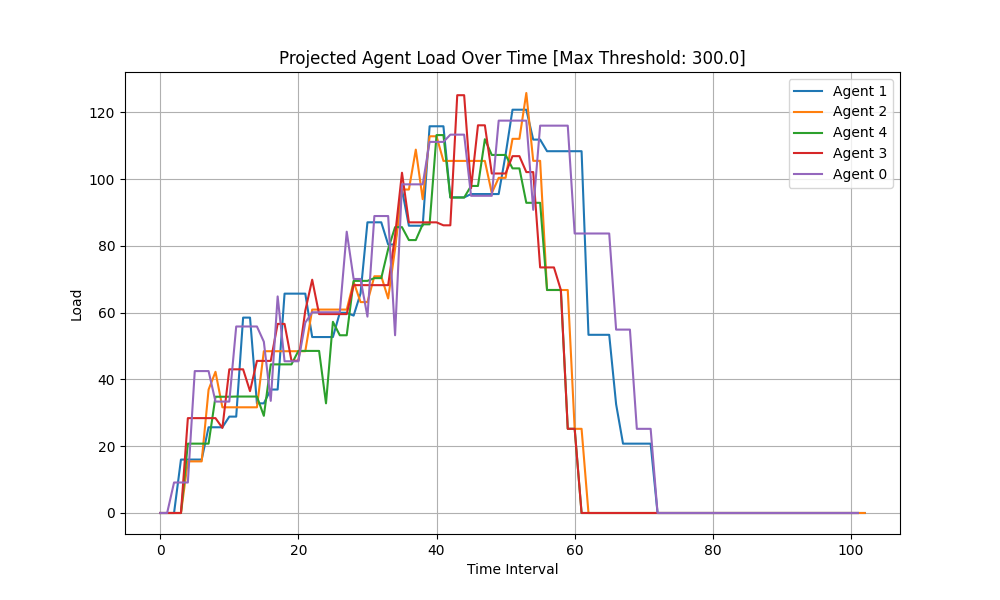 Projected Agent Load Over Time [Max Threshold: 300.0]
Agent 1
Agent 2
Agent 4
Agent 3
Agent 0
Load
120
100
80
60
40
20
0
0 20 40 60 80 100
Time Interval